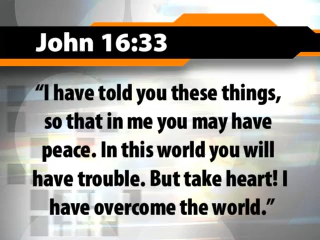 John 16:33
“I have told you these things,
so that in me you may have
peace. In this world you will
have trouble. But take heart! I
have overcome the world.”